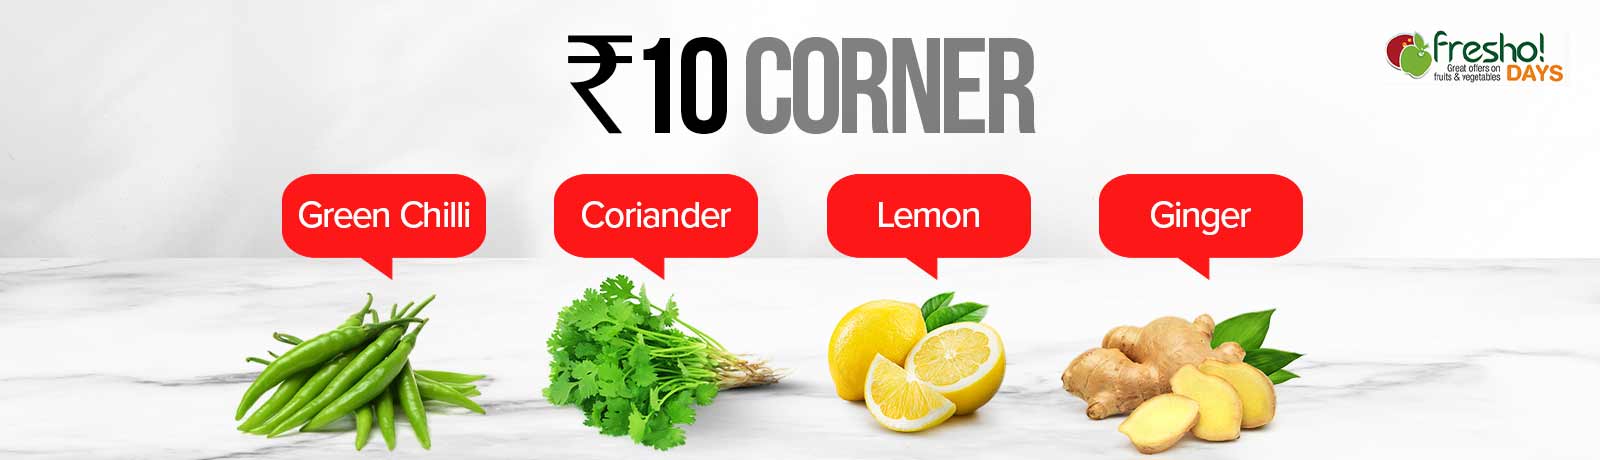 ₹10 CORNER
fresho!
Great offers on
fruits & vegetables DAYS
Green Chilli
Coriander
Lemon
Ginger